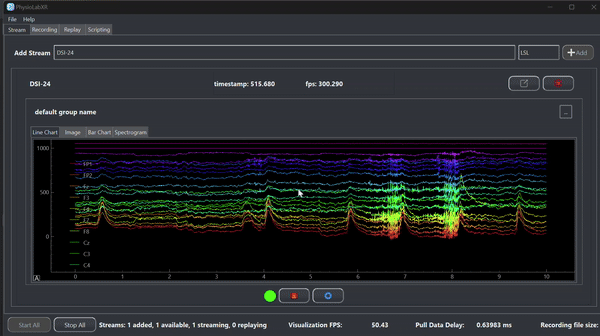 PhysioLabXR
File Help
Stream Recording Replay Scripting
Add Stream DSI-24 LSL Add
DSI-24 timestamp: 515.680 fps: 300.290
default group name
Line Chart Image Bar Chart Spectrogram
1000
FP1
FP2
500
F3
0
F8
Cz
C3
C4
A
0 1 2 3 4 5 6 7 8 9 10
Start All Stop All Streams: 1 added, 1 available, 1 streaming, 0 replaying Visualization FPS: 50.43 Pull Data Delay: 0.63983 ms Recording file size: